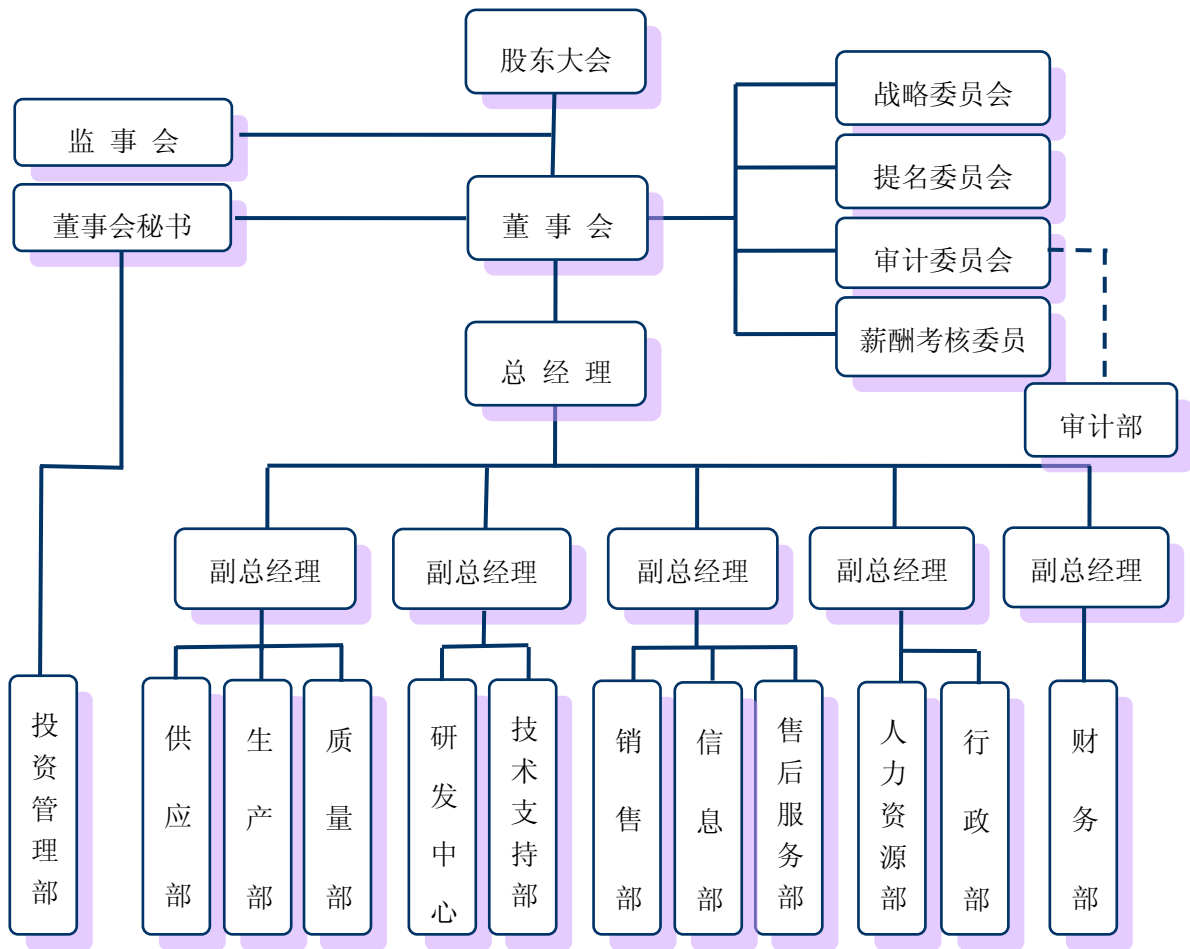 股东大会
战略委员会
监 事 会
提名委员会
董事会秘书
董 事 会
审计委员会
总 经 理
薪酬考核委员
审计部
副总经理
副总经理
副总经理
副总经理
副总经理
投资管理部
供应部
生产部
质量部
研发中心
技术支持部
销售部
信息部
售后服务部
人力资源部
行政部
财务部